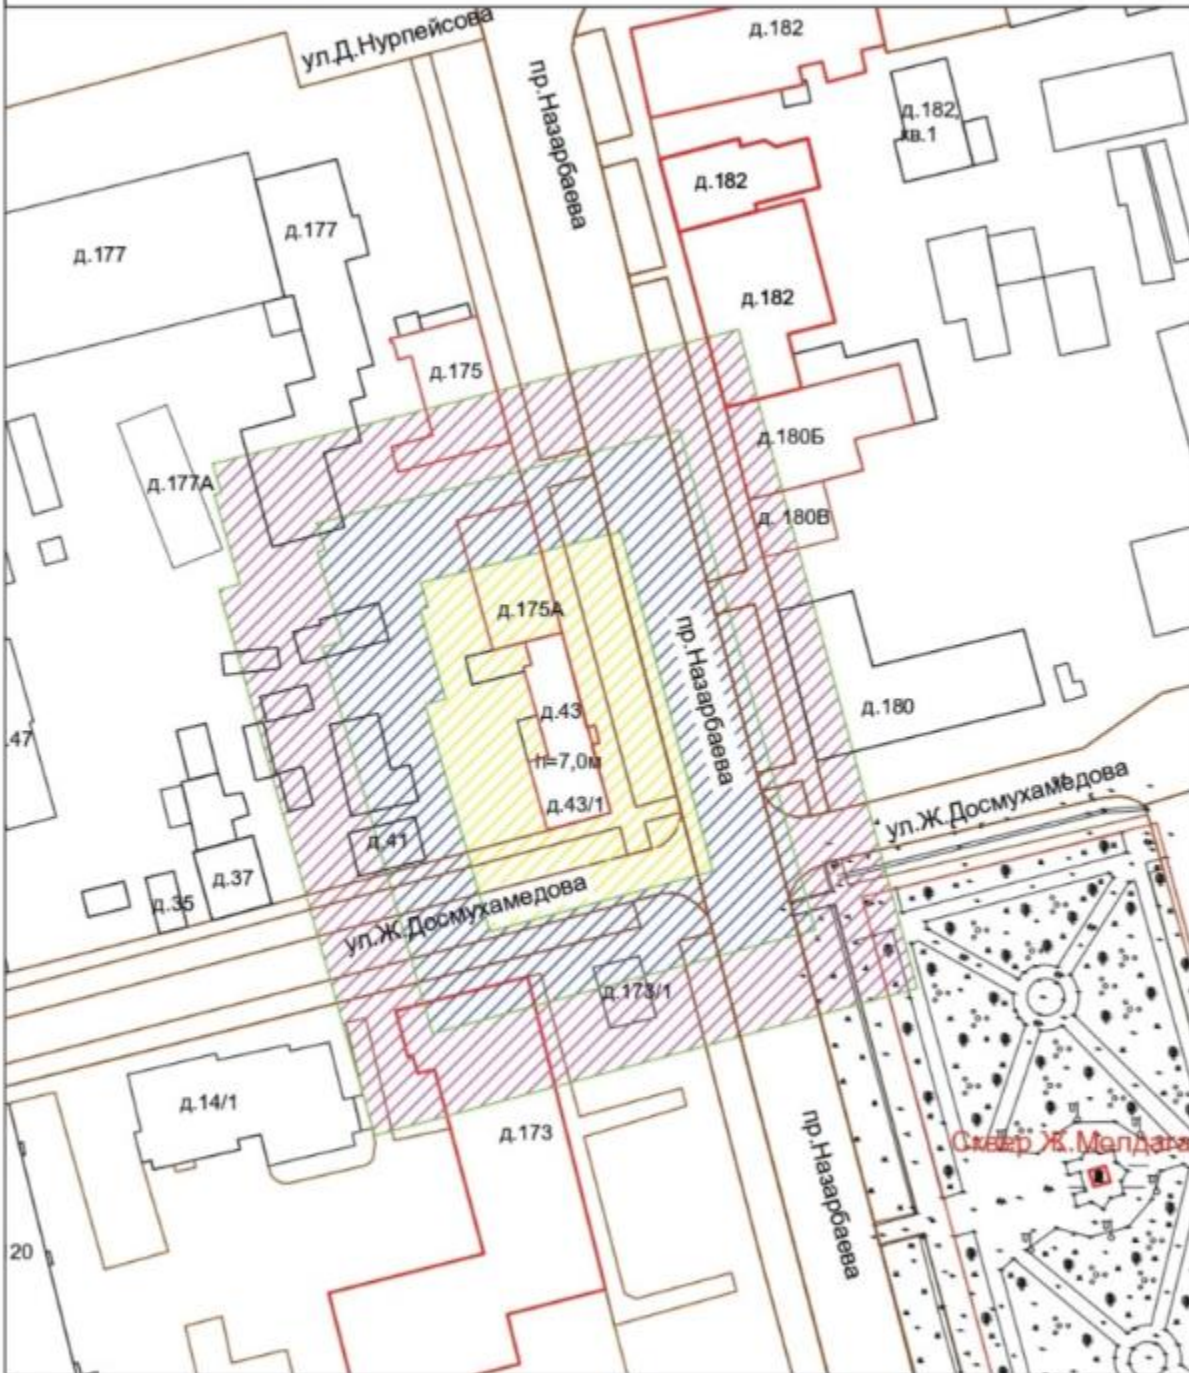 ул.Д.Нурпейсова
д.182
пр.Назарбаева
д.182,
кв.1
д.182
д.177
д.177
д.182
д.175
д.180Б
д.177А
д. 180В
д.175А
пр.Назарбаева
д.43
д.180
.47
h=7,0м
д.43/1
ул.Ж.Досмухамедова
д.41
д.37
д.35
ул.Ж.Досмухамедова
д.173/1
д.14/1
д.173
пр.Назарбаева
Сквер Ж.Молдага
20